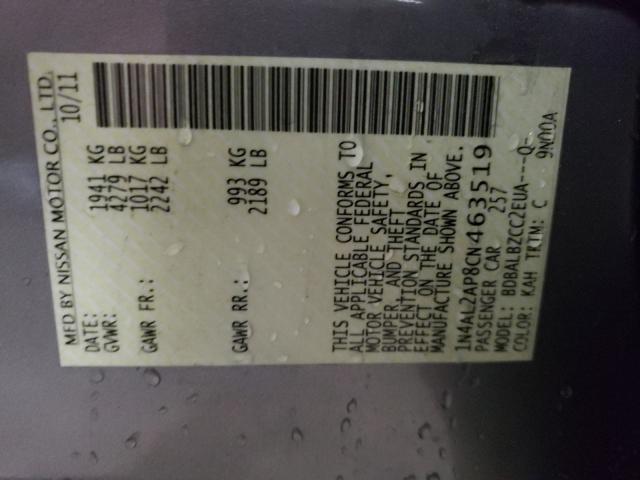 MFD BY NISSAN MOTOR CO., LTD.
DATE: 10/11
GVWR: 1941 KG
4279 LB
GAWR FR.: 1017 KG
2242 LB
GAWR RR.: 993 KG
2189 LB
THIS VEHICLE CONFORMS TO
ALL APPLICABLE FEDERAL
MOTOR VEHICLE SAFETY,
BUMPER, AND THEFT
PREVENTION STANDARDS IN
EFFECT ON THE DATE OF
MANUFACTURE SHOWN ABOVE.
1N4AL2AP8CN463519
PASSENGER CAR 257
MODEL: BDBALBZCC2EUA---Q-
COLOR: KAH TRIM: C 9N00A